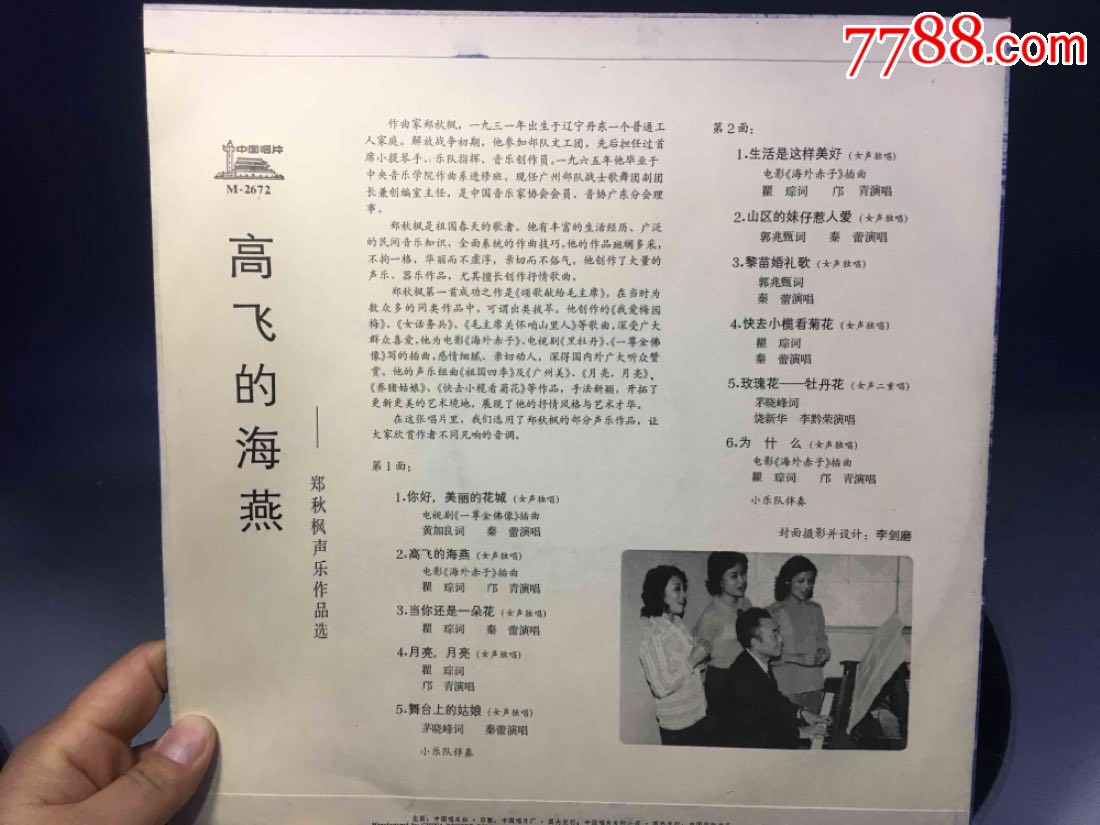 7788.com
中国唱片
M-2672
高飞的海燕
——郑秋枫声乐作品选
作曲家郑秋枫，一九三一年出生于辽宁丹东一个普通工
人家庭。解放战争初期，他参加部队文工团，先后担任过首
席小提琴手、乐队指挥、音乐创作员。一九六五年他毕业于
中央音乐学院作曲系进修班。现任广州部队战士歌舞团副团
长兼创编室主任，是中国音乐家协会会员、音协广东分会理
事。
郑秋枫是祖国春天的歌者。他有丰富的生活经历、广泛
的民间音乐知识、全面系统的作曲技巧。他的作品斑斓多采，
不拘一格，华丽而不虚浮，亲切而不俗气。他创作了大量的
声乐、器乐作品，尤其擅长创作抒情歌曲。
郑秋枫第一首成功之作是《颂歌献给毛主席》，在当时为
数众多的同类作品中，可谓出类拔萃。他创作的《我爱梅园
梅》、《女话务兵》、《毛主席关怀咱山里人》等歌曲，深受广大
群众喜爱。他为电影《海外赤子》、电视剧《黑牡丹》、《一尊金佛
像》写的插曲，感情细腻、亲切动人，深得国内外广大听众赞
赏。他的声乐组曲《祖国四季》及《广州美》、《月亮，月亮》、
《养猪姑娘》、《快去小榄看菊花》等作品，手法新颖，开拓了
更新更美的艺术境地，展现了他的抒情风格与艺术才华。
在这张唱片里，我们选用了郑秋枫的部分声乐作品，让
大家欣赏作者不同凡响的音调。
第1面：
1.你好，美丽的花城（女声独唱）
电视剧《一尊金佛像》插曲
黄加良词 秦 蕾演唱
2.高飞的海燕（女声独唱）
电影《海外赤子》插曲
瞿 琮词 邝 青演唱
3.当你还是一朵花（女声独唱）
瞿 琮词 秦 蕾演唱
4.月亮，月亮（女声独唱）
瞿 琮词
邝 青演唱
5.舞台上的姑娘（女声独唱）
茅晓峰词 秦蕾演唱
小乐队伴奏
第2面：
1.生活是这样美好（女声独唱）
电影《海外赤子》插曲
瞿 琮词 邝 青演唱
2.山区的妹仔惹人爱（女声独唱）
郭兆甄词 秦 蕾演唱
3.黎苗婚礼歌（女声独唱）
郭兆甄词
秦 蕾演唱
4.快去小榄看菊花（女声独唱）
瞿 琮词
秦 蕾演唱
5.玫瑰花——牡丹花（女声二重唱）
茅晓峰词
饶新华 李黔荣演唱
6.为 什 么（女声独唱）
电影《海外赤子》插曲
瞿 琮词 邝 青演唱
小乐队伴奏
封面摄影并设计：李剑磨
出版：中国唱片社·印制：中国唱片厂·国内发行：